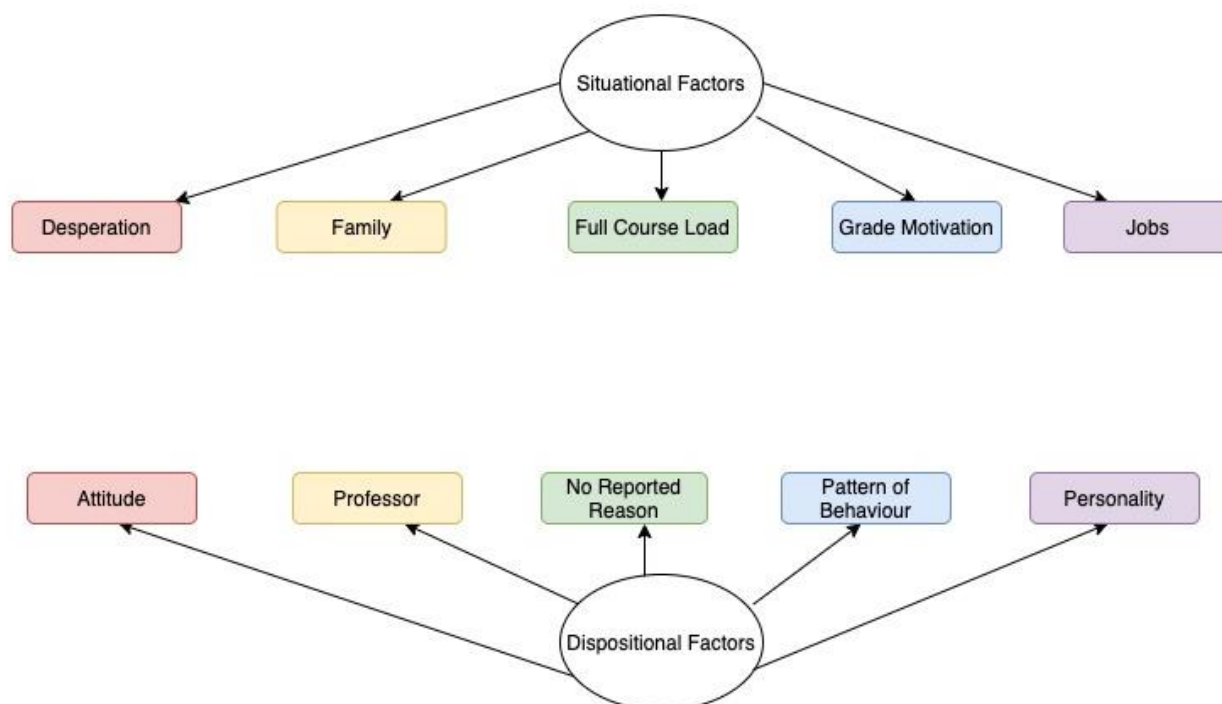 Situational Factors
Desperation
Family
Full Course Load
Grade Motivation
Jobs
Attitude
Professor
No Reported
Reason
Pattern of
Behaviour
Personality
Dispositional Factors